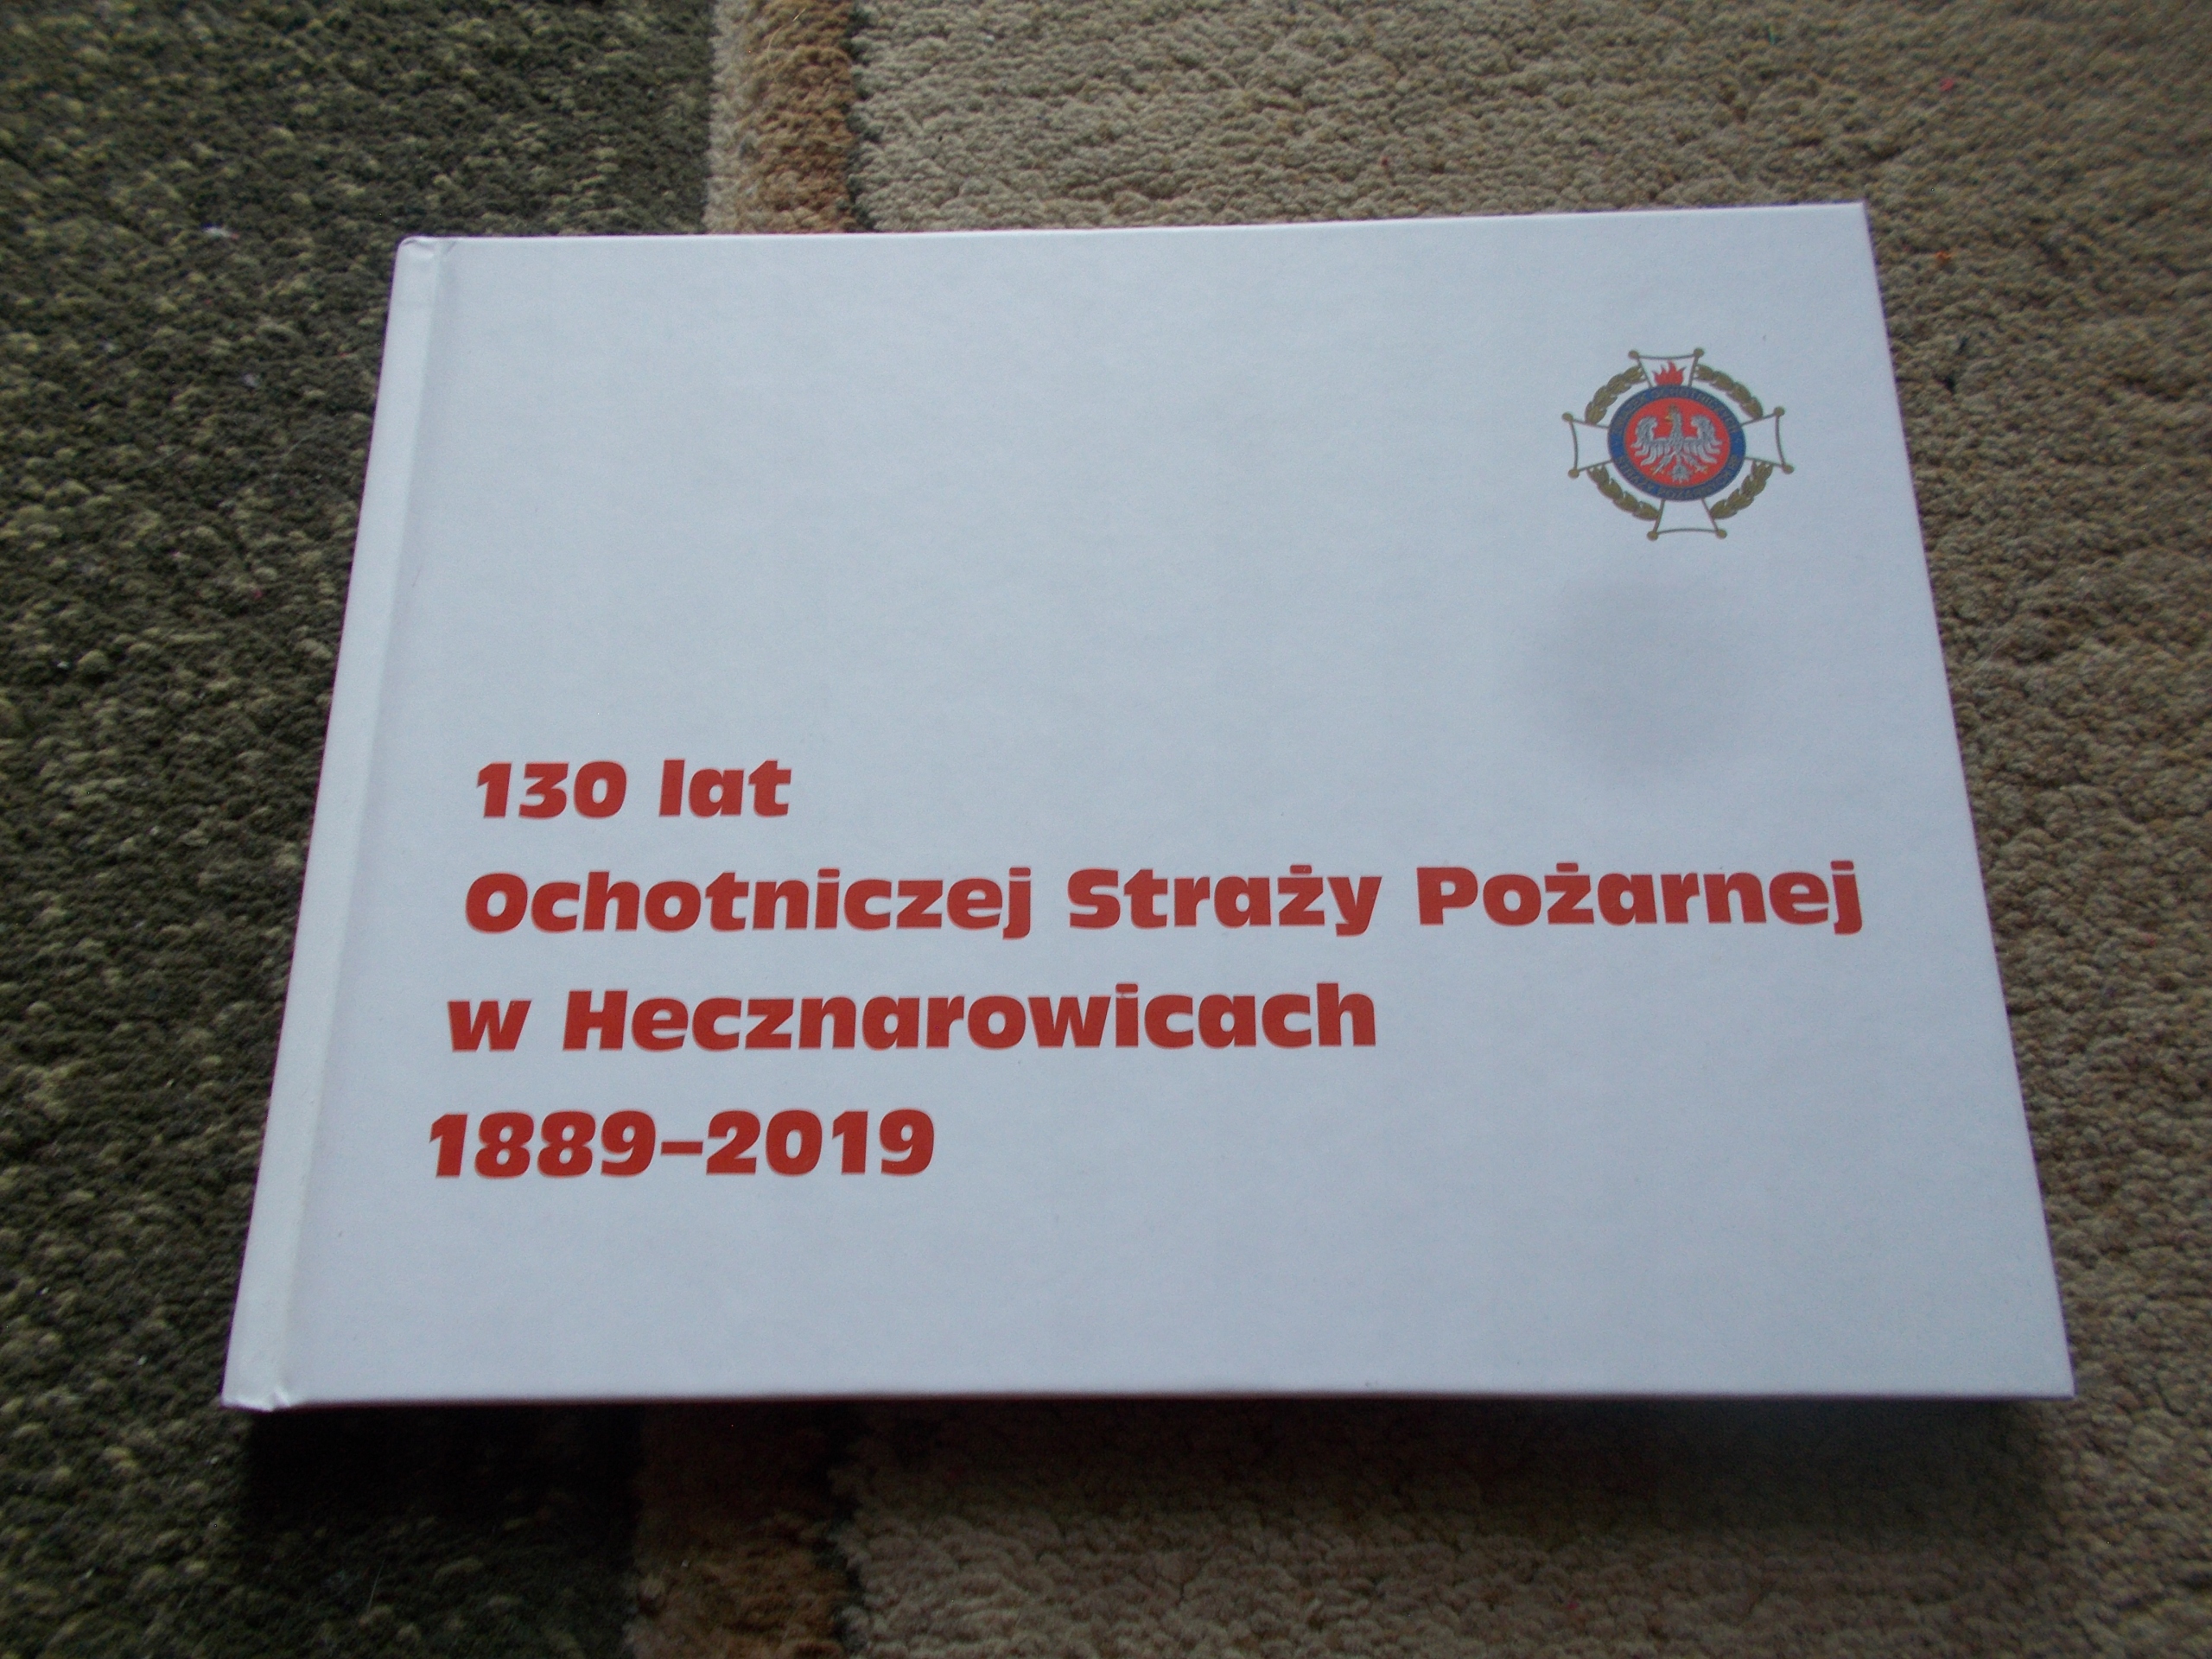 130 lat
Ochotniczej Straży Pożarnej
w Hecznarowicach
1889–2019